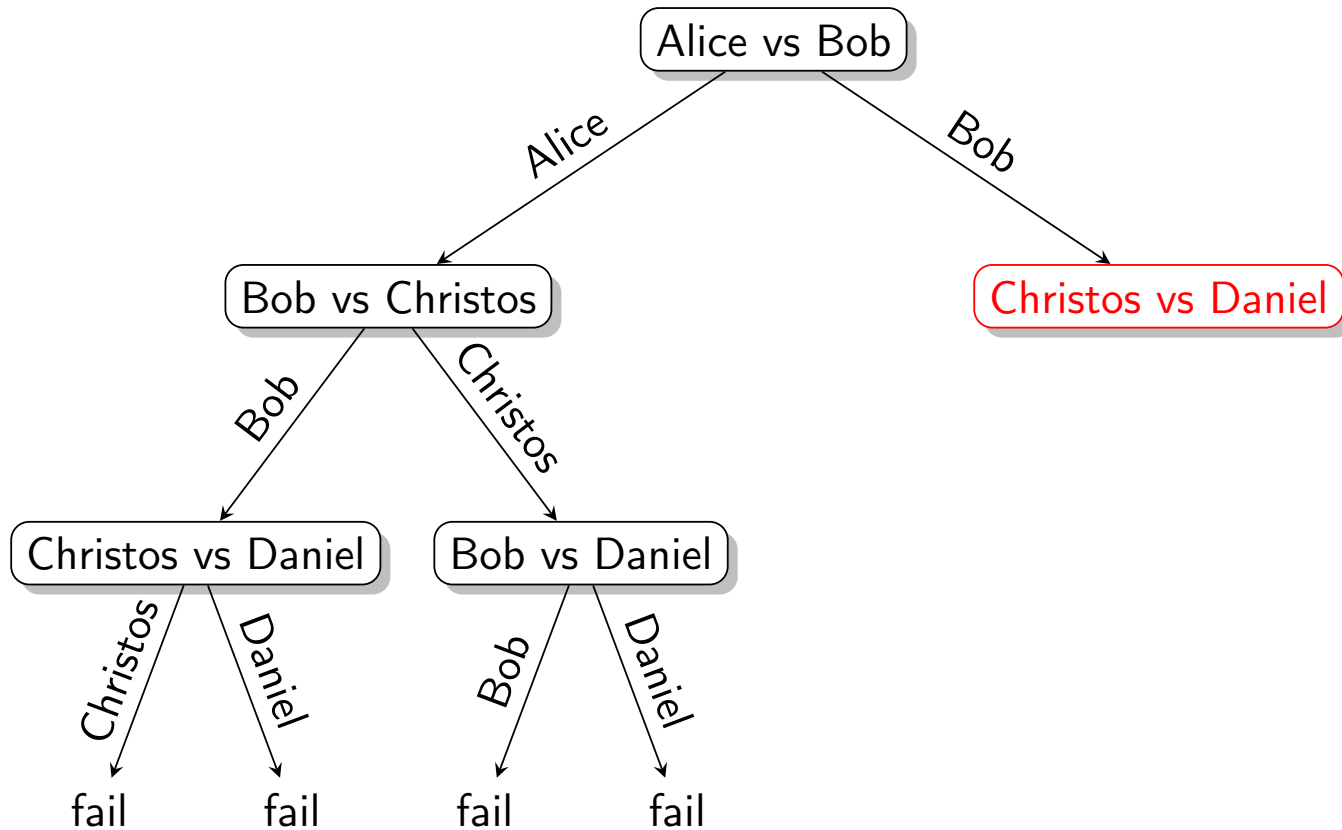 Alice vs Bob
Alice
Bob
Bob vs Christos
Christos vs Daniel
Bob
Christos
Christos vs Daniel
Bob vs Daniel
Christos
Daniel
Bob
Daniel
fail
fail
fail
fail